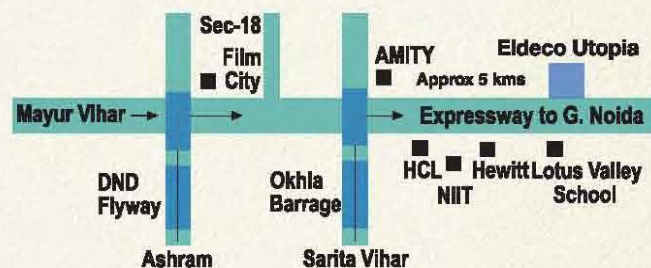 Sec-18
Film
City
AMITY
Approx 5 kms
Eldeco Utopia
Mayur Vihar
Expressway to G. Noida
DND
Flyway
Okhla
Barrage
HCL
NIIT
Hewitt
Lotus Valley
School
Ashram
Sarita Vihar